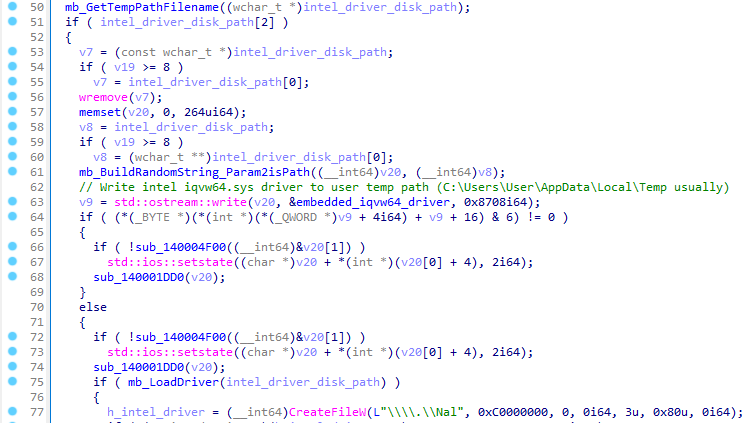 50 mb_GetTempPathFilename((wchar_t *)intel_driver_disk_path);
51 if ( intel_driver_disk_path[2] )
52 {
53 v7 = (const wchar_t *)intel_driver_disk_path;
54 if ( v19 >= 8 )
55 v7 = intel_driver_disk_path[0];
56 wremove(v7);
57 memset(v20, 0, 264ui64);
58 v8 = intel_driver_disk_path;
59 if ( v19 >= 8 )
60 v8 = (wchar_t **)intel_driver_disk_path[0];
61 mb_BuildRandomString_Param2isPath((__int64)v20, (__int64)v8);
62 // Write intel iqvw64.sys driver to user temp path (C:\Users\User\AppData\Local\Temp usually)
63 v9 = std::ostream::write(v20, &embedded_iqvw64_driver, 0x8708i64);
64 if ( (*(_BYTE *)(*(int *)(*(_QWORD *)v9 + 4i64) + v9 + 16) & 6) != 0 )
65 {
66 if ( !sub_140004F00((__int64)&v20[1]) )
67 std::ios::setstate((char *)v20 + *(int *)(v20[0] + 4), 2i64);
68 sub_140001DD0(v20);
69 }
70 else
71 {
72 if ( !sub_140004F00((__int64)&v20[1]) )
73 std::ios::setstate((char *)v20 + *(int *)(v20[0] + 4), 2i64);
74 sub_140001DD0(v20);
75 if ( mb_LoadDriver(intel_driver_disk_path) )
76 {
77 h_intel_driver = (__int64)CreateFileW(L"\\\\.\\Nal", 0xC0000000, 0, 0i64, 3u, 0x80u, 0i64);